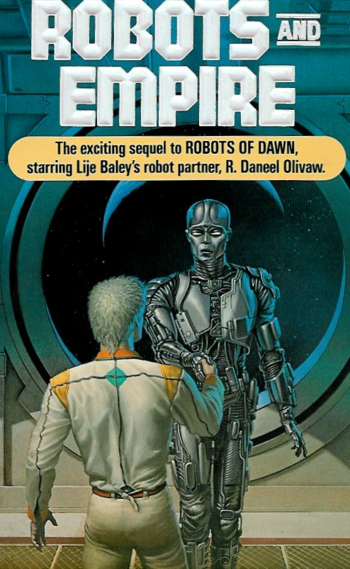 ROBOTS AND
EMPIRE
The exciting sequel to ROBOTS OF DAWN,
starring Lije Baley's robot partner, R. Daneel Olivaw.